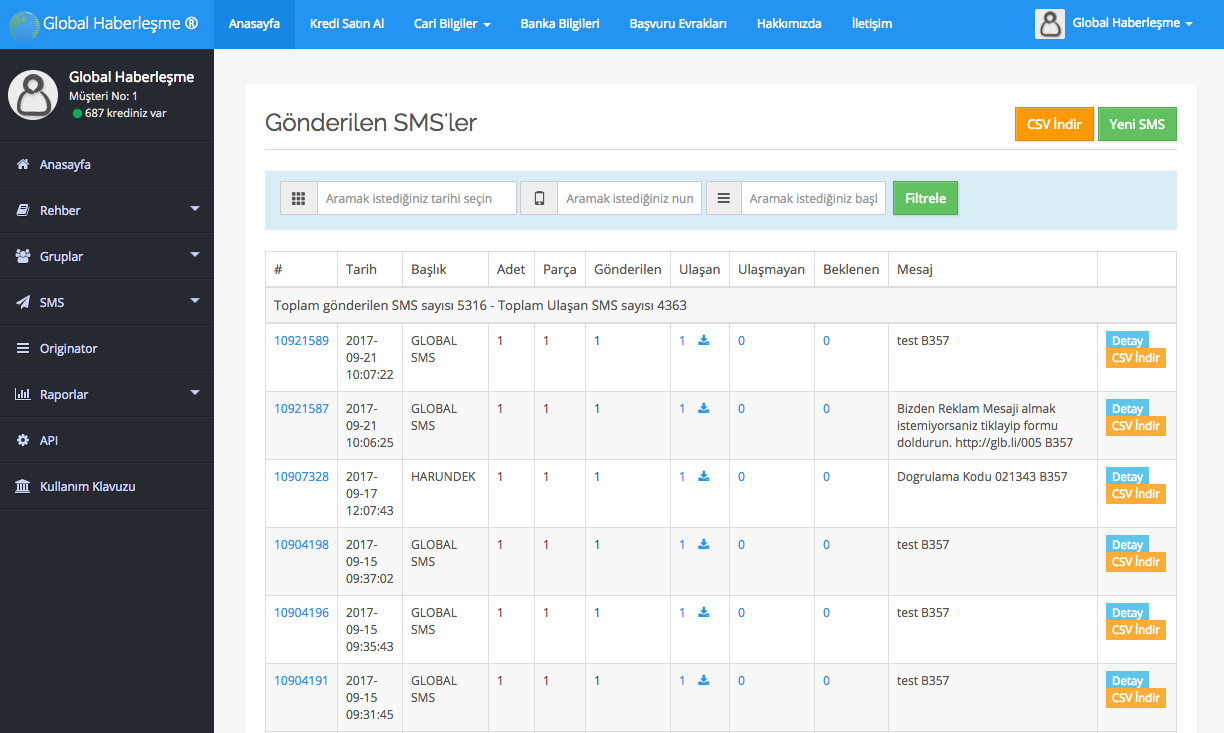 Global Haberleşme ® Anasayfa Kredi Satın Al Cari Bilgiler Banka Bilgileri Başvuru Evrakları Hakkımızda İletişim Global Haberleşme
Global Haberleşme
Müşteri No: 1
687 krediniz var
Anasayfa
Rehber
Gruplar
SMS
Originator
Raporlar
API
Kullanım Klavuzu
Gönderilen SMS'ler CSV İndir Yeni SMS
Aramak istediğiniz tarihi seçin Aramak istediğiniz num Aramak istediğiniz başl Filtrele
# Tarih Başlık Adet Parça Gönderilen Ulaşan Ulaşmayan Beklenen Mesaj
Toplam gönderilen SMS sayısı 5316 - Toplam Ulaşan SMS sayısı 4363
10921589 2017- GLOBAL 1 1 1 1 0 0 test B357 Detay
09-21 SMS CSV İndir
10:07:22
10921587 2017- GLOBAL 1 1 1 1 0 0 Bizden Reklam Mesaji almak Detay
09-21 SMS istemiyorsaniz tiklayip formu CSV İndir
10:06:25 doldurun. http://glb.li/005 B357
10907328 2017- HARUNDEK 1 1 1 1 0 0 Dogrulama Kodu 021343 B357 Detay
09-17 CSV İndir
12:07:43
10904198 2017- GLOBAL 1 1 1 1 0 0 test B357 Detay
09-15 SMS CSV İndir
09:37:02
10904196 2017- GLOBAL 1 1 1 1 0 0 test B357 Detay
09-15 SMS CSV İndir
09:35:43
10904191 2017- GLOBAL 1 1 1 1 0 0 test B357 Detay
09-15 SMS CSV İndir
09:31:45